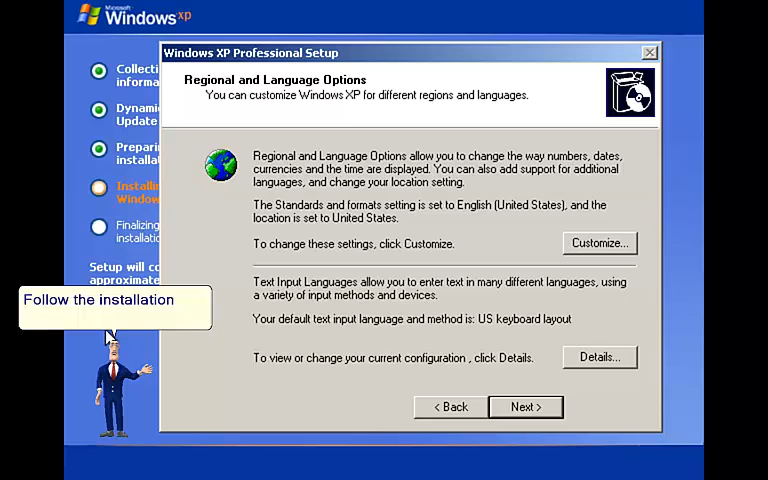 Microsoft
Windows xp
Windows XP Professional Setup
Regional and Language Options
You can customize Windows XP for different regions and languages.
Collecti
informa
Dynami
Update
Preparin
installat
Installin
Window
Finalizing
installatio
Setup will co
approximate
Regional and Language Options allow you to change the way numbers, dates,
currencies and the time are displayed. You can also add support for additional
languages, and change your location setting.
The Standards and formats setting is set to English (United States), and the
location is set to United States.
To change these settings, click Customize.
Customize...
Text Input Languages allow you to enter text in many different languages, using
a variety of input methods and devices.
Your default text input language and method is: US keyboard layout
To view or change your current configuration , click Details.
Details...
< Back
Next >
Follow the installation